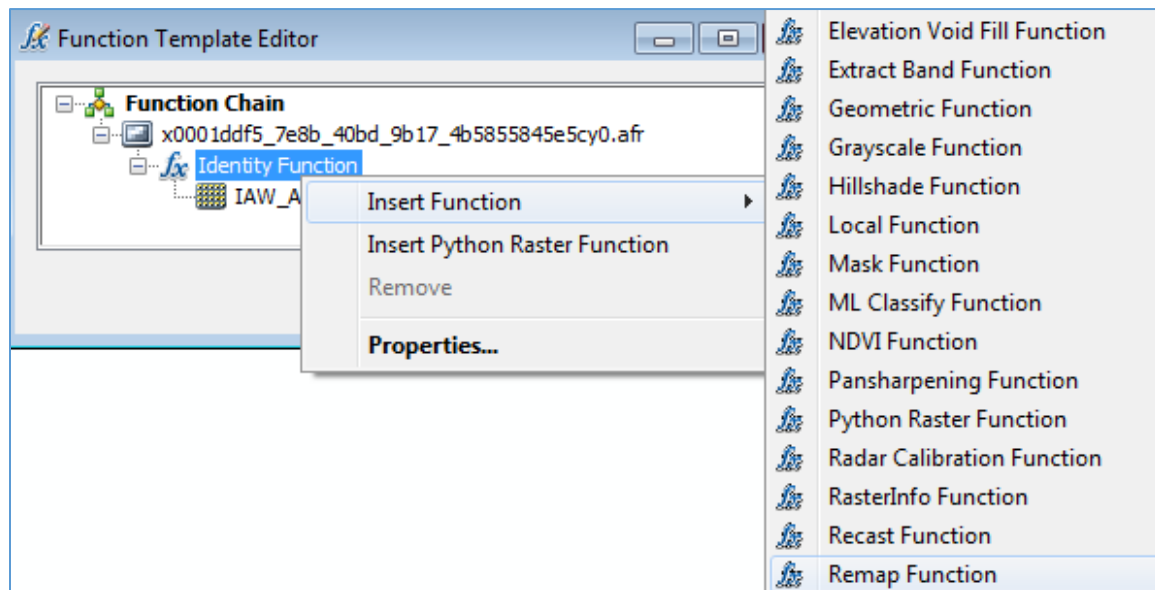 Function Template Editor
Function Chain
x0001ddf5_7e8b_40bd_9b17_4b5855845e5cy0.afr
Identity Function
IAW_A
Insert Function
Insert Python Raster Function
Remove
Properties...
Elevation Void Fill Function
Extract Band Function
Geometric Function
Grayscale Function
Hillshade Function
Local Function
Mask Function
ML Classify Function
NDVI Function
Pansharpening Function
Python Raster Function
Radar Calibration Function
RasterInfo Function
Recast Function
Remap Function